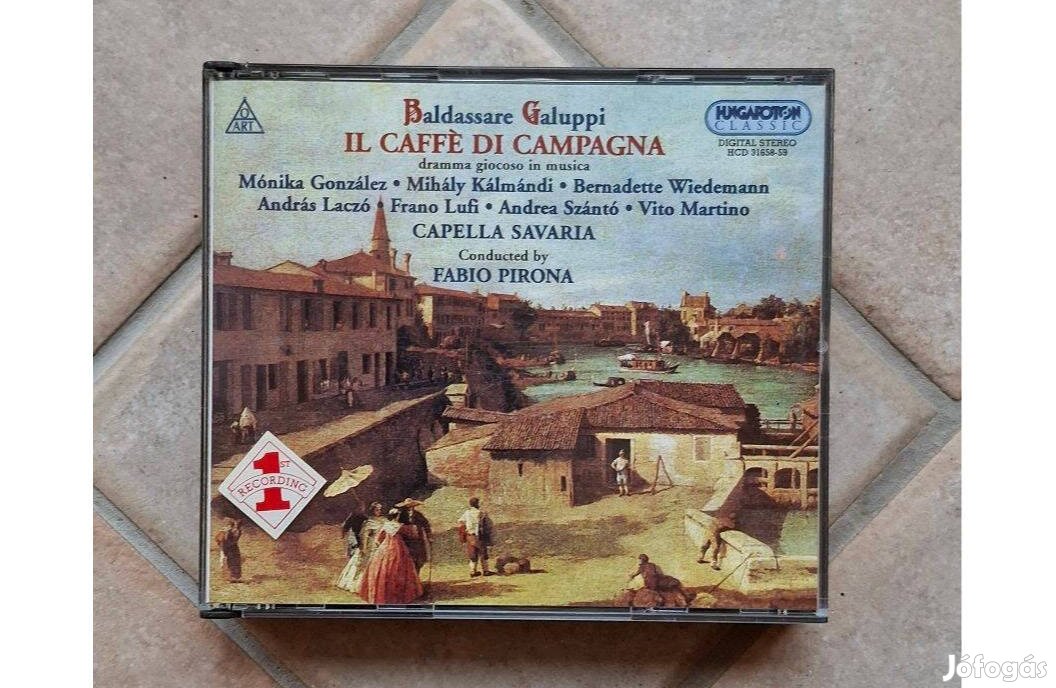 O
ART
Baldassare Galuppi
IL CAFFÈ DI CAMPAGNA
dramma giocoso in musica
Mónika González • Mihály Kálmándi • Bernadette Wiedemann
András Laczó • Frano Lufi • Andrea Szántó • Vito Martino
CAPELLA SAVARIA
Conducted by
FABIO PIRONA
HUNGAROTON
CLASSIC
DIGITAL STEREO
HCD 31658-59
1ST
RECORDING
Jófogás